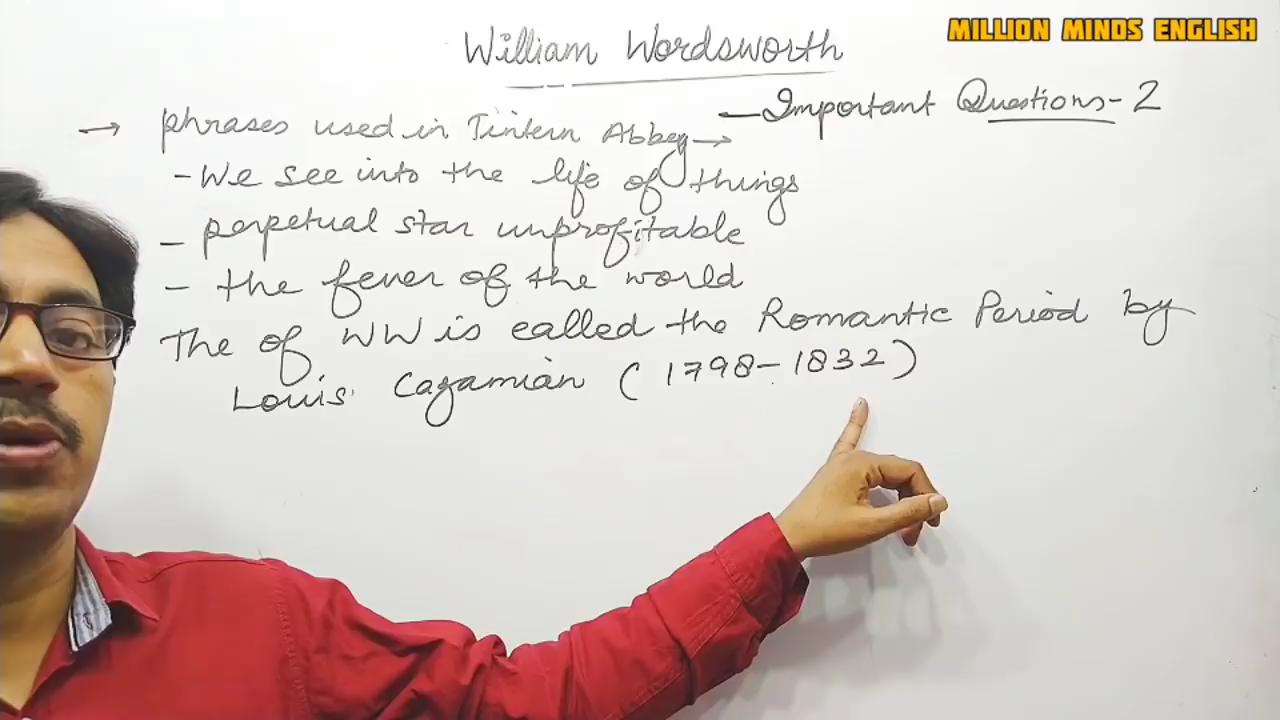 MILLION MINDS ENGLISH
William Wordsworth
— Important Questions - 2
→ phrases used in Tintern Abbey →
- We see into the life of things
- perpetual star unprofitable
- the fever of the world
The of WW is called the Romantic Period by
Louis Cazamian (1798-1832)